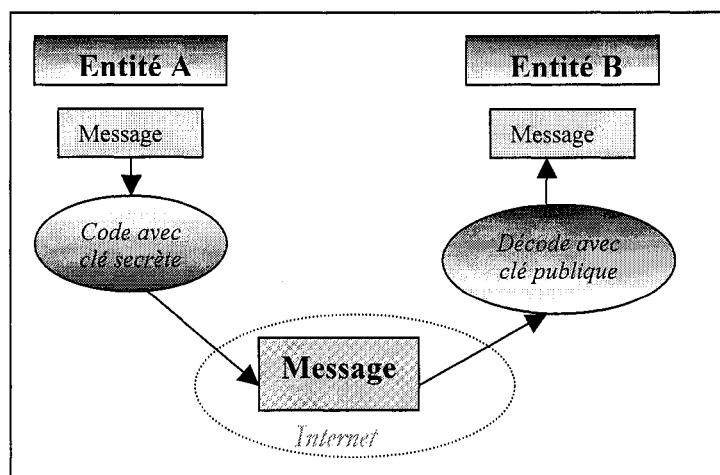 Entité A
Entité B
Message
Message
Code avec
clé secrète
Décode avec
clé publique
Message
Internet